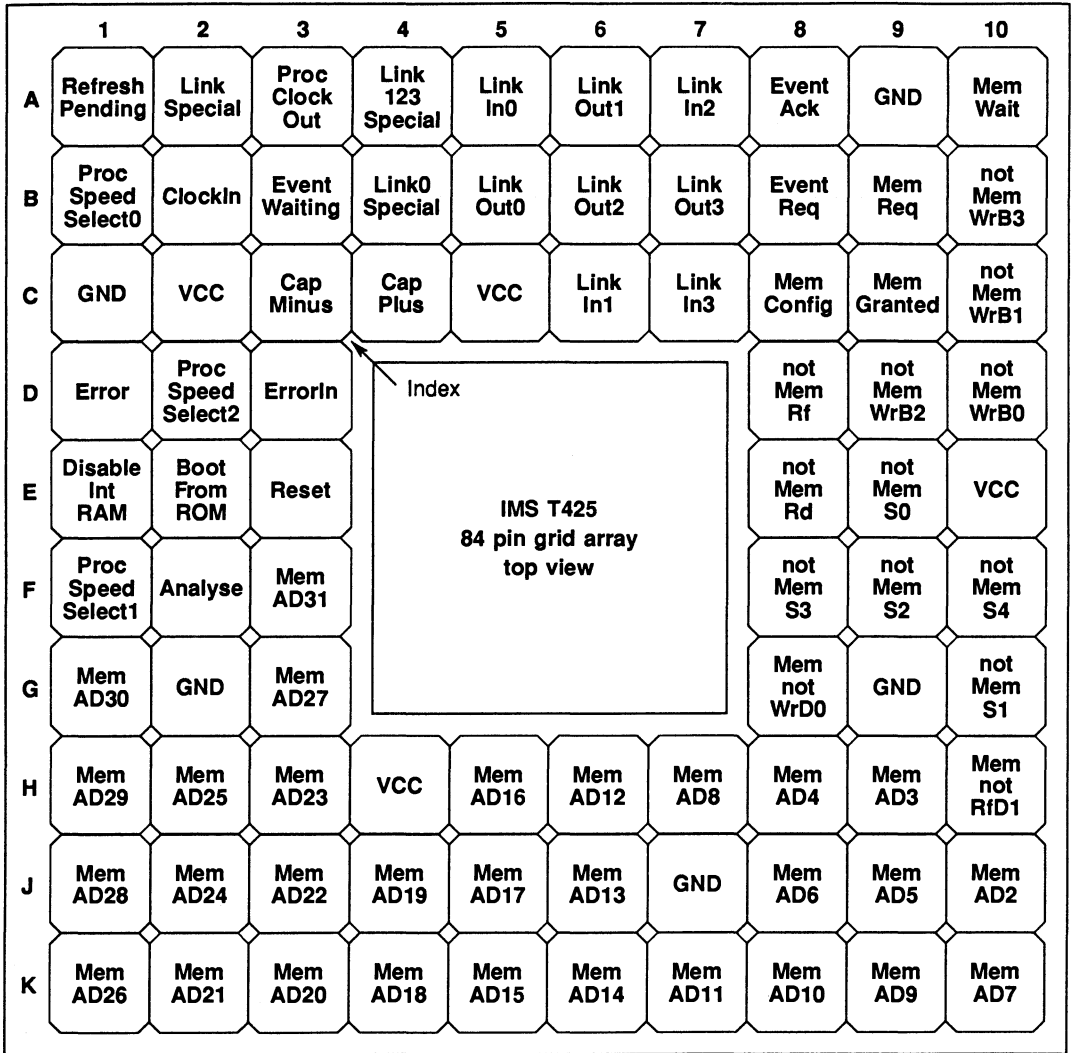 1 2 3 4 5 6 7 8 9 10
A
Refresh
Pending
Link
Special
Proc
Clock
Out
Link
123
Special
Link
In0
Link
Out1
Link
In2
Event
Ack
GND
Mem
Wait
B
Proc
Speed
Select0
ClockIn
Event
Waiting
Link0
Special
Link
Out0
Link
Out2
Link
Out3
Event
Req
Mem
Req
not
Mem
WrB3
C
GND
VCC
Cap
Minus
Cap
Plus
VCC
Link
In1
Link
In3
Mem
Config
Mem
Granted
not
Mem
WrB1
D
Error
Proc
Speed
Select2
ErrorIn
Index
not
Mem
Rf
not
Mem
WrB2
not
Mem
WrB0
E
Disable
Int
RAM
Boot
From
ROM
Reset
IMS T425
84 pin grid array
top view
not
Mem
Rd
not
Mem
S0
VCC
F
Proc
Speed
Select1
Analyse
Mem
AD31
not
Mem
S3
not
Mem
S2
not
Mem
S4
G
Mem
AD30
GND
Mem
AD27
Mem
not
WrD0
GND
not
Mem
S1
H
Mem
AD29
Mem
AD25
Mem
AD23
VCC
Mem
AD16
Mem
AD12
Mem
AD8
Mem
AD4
Mem
AD3
Mem
not
RfD1
J
Mem
AD28
Mem
AD24
Mem
AD22
Mem
AD19
Mem
AD17
Mem
AD13
GND
Mem
AD6
Mem
AD5
Mem
AD2
K
Mem
AD26
Mem
AD21
Mem
AD20
Mem
AD18
Mem
AD15
Mem
AD14
Mem
AD11
Mem
AD10
Mem
AD9
Mem
AD7